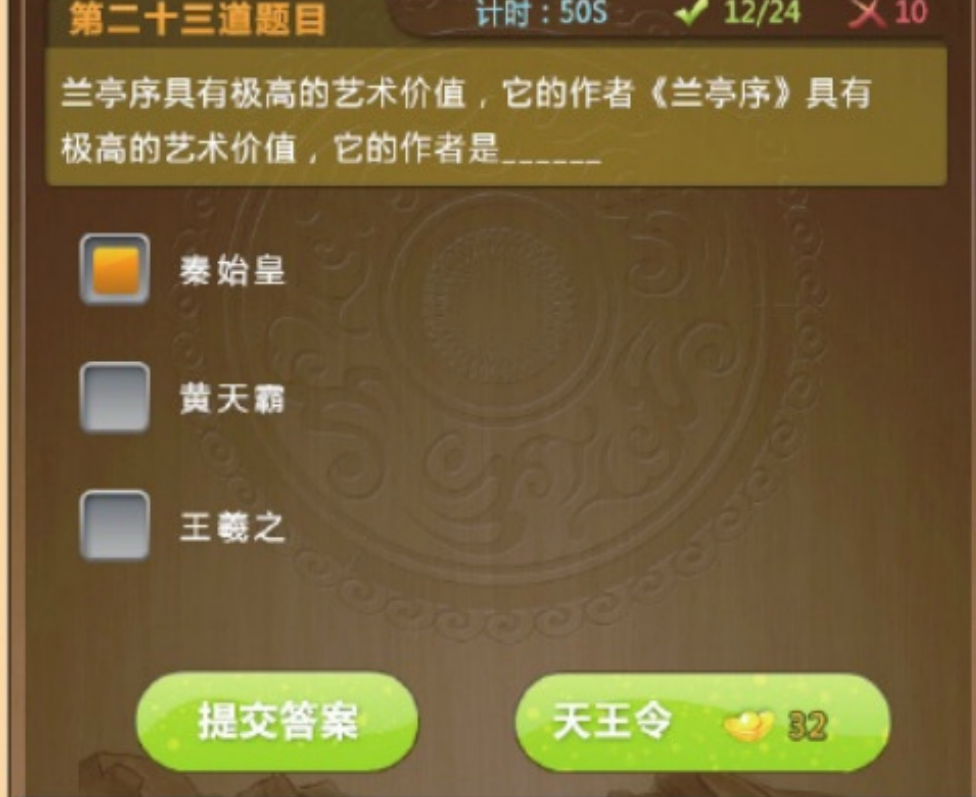 第二十三道题目
计时：50S
12/24
10
兰亭序具有极高的艺术价值，它的作者《兰亭序》具有
极高的艺术价值，它的作者是______
秦始皇
黄天霸
王羲之
提交答案
天王令 32